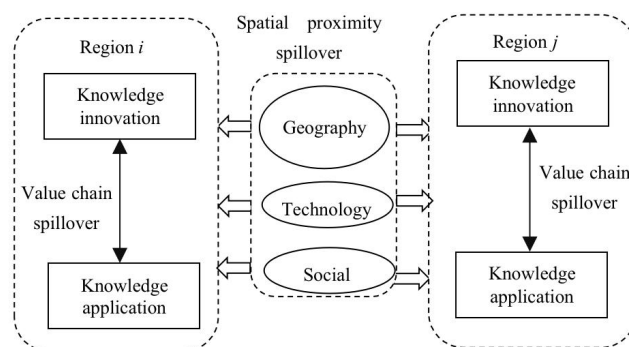 Region i
Knowledge
innovation
Value chain
spillover
Knowledge
application
Spatial proximity
spillover
Geography
Technology
Social
Region j
Knowledge
innovation
Value chain
spillover
Knowledge
application